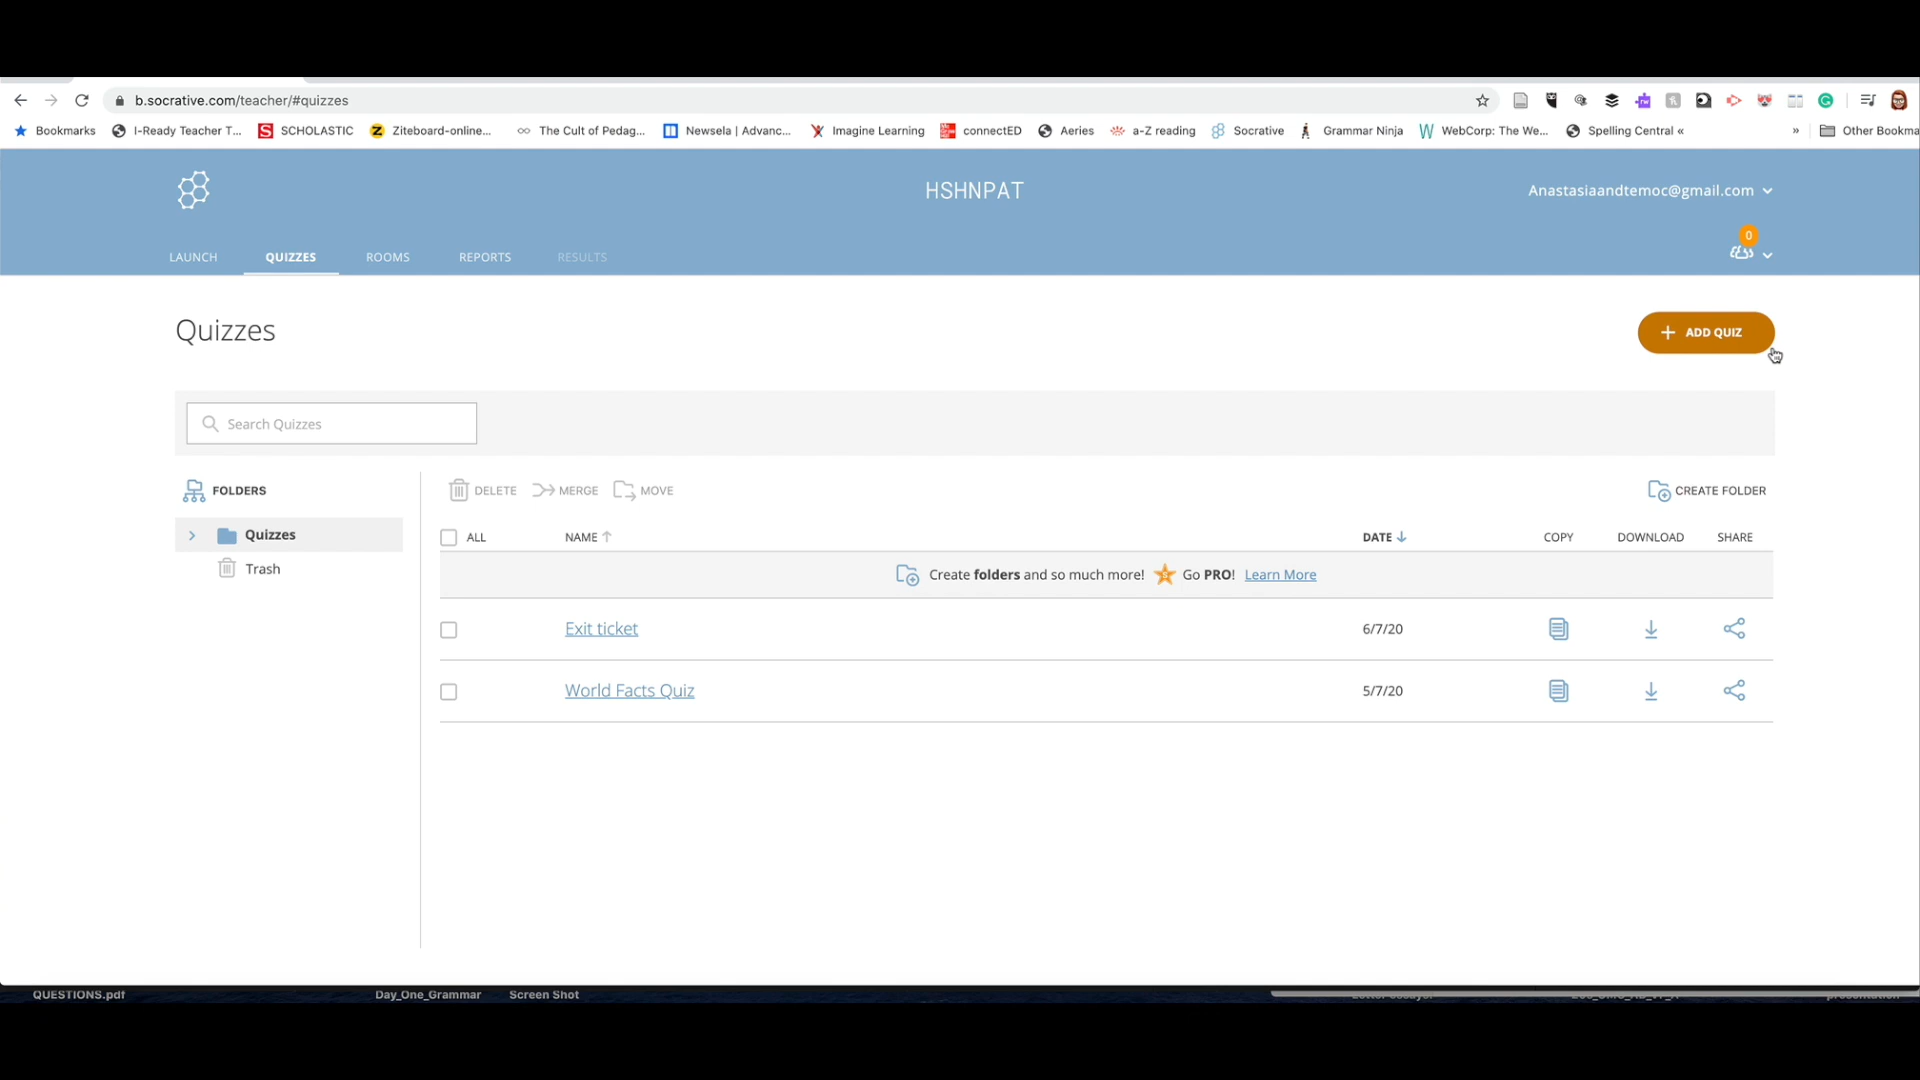 b.socrative.com/teacher/#quizzes
Bookmarks I-Ready Teacher T... SCHOLASTIC Ziteboard-online... The Cult of Pedag... Newsela | Advanc... Imagine Learning connectED Aeries a-Z reading Socrative Grammar Ninja WebCorp: The We... Spelling Central « » Other Bookma
HSHNPAT
Anastasiaandtemoc@gmail.com
0
LAUNCH QUIZZES ROOMS REPORTS RESULTS
Quizzes
+ ADD QUIZ
Search Quizzes
FOLDERS
Quizzes
Trash
DELETE MERGE MOVE CREATE FOLDER
ALL NAME DATE COPY DOWNLOAD SHARE
Create folders and so much more! Go PRO! Learn More
Exit ticket 6/7/20
World Facts Quiz 5/7/20
QUESTIONS.pdf Day_One_Grammar Screen Shot